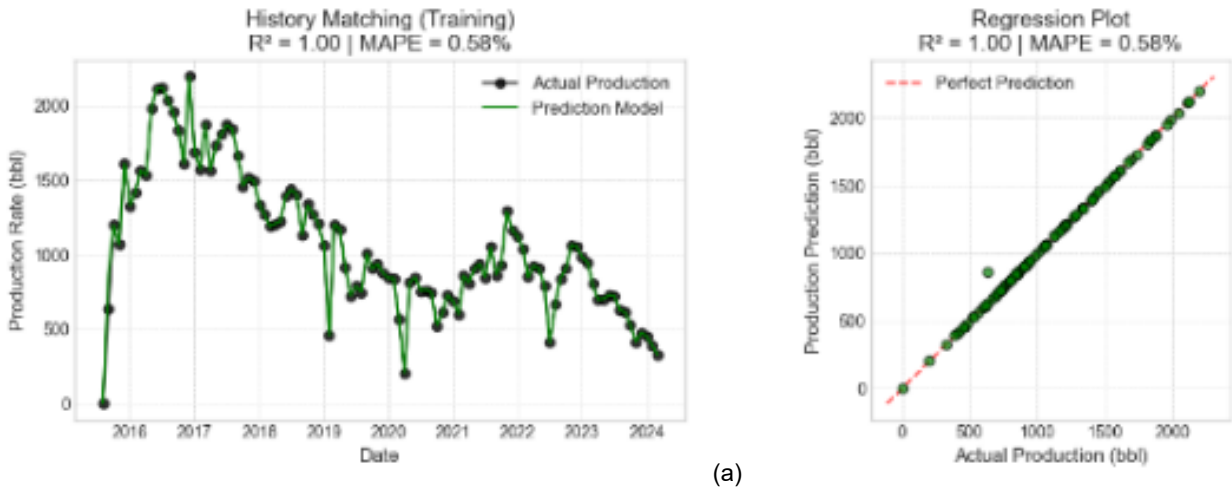 History Matching (Training)
R² = 1.00 | MAPE = 0.58%
Production Rate (bbl)
2000
1500
1000
500
0
Actual Production
Prediction Model
2016 2017 2018 2019 2020 2021 2022 2023 2024
Date
(a)
Regression Plot
R² = 1.00 | MAPE = 0.58%
Production Prediction (bbl)
2000
1500
1000
500
0
Perfect Prediction
0 500 1000 1500 2000
Actual Production (bbl)